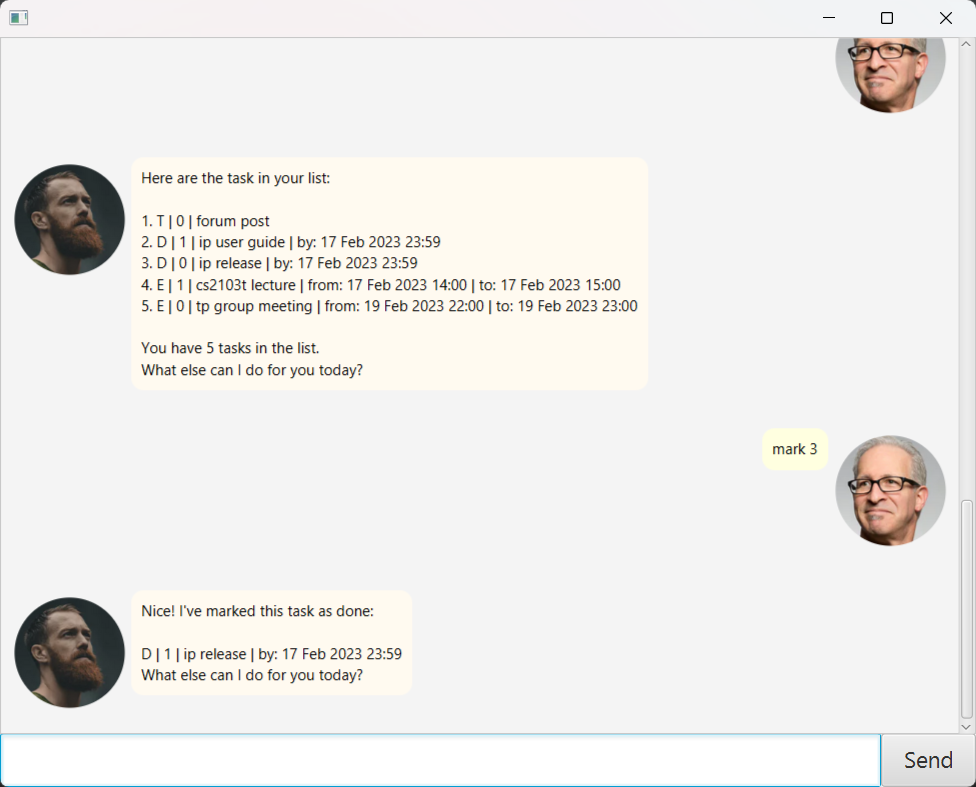 Here are the task in your list:
1. T | 0 | forum post
2. D | 1 | ip user guide | by: 17 Feb 2023 23:59
3. D | 0 | ip release | by: 17 Feb 2023 23:59
4. E | 1 | cs2103t lecture | from: 17 Feb 2023 14:00 | to: 17 Feb 2023 15:00
5. E | 0 | tp group meeting | from: 19 Feb 2023 22:00 | to: 19 Feb 2023 23:00
You have 5 tasks in the list.
What else can I do for you today?
mark 3
Nice! I've marked this task as done:
D | 1 | ip release | by: 17 Feb 2023 23:59
What else can I do for you today?
Send